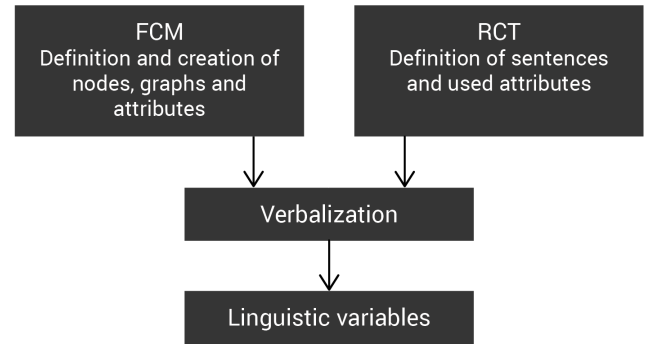 FCM
Definition and creation of
nodes, graphs and
attributes
RCT
Definition of sentences
and used attributes
Verbalization
Linguistic variables